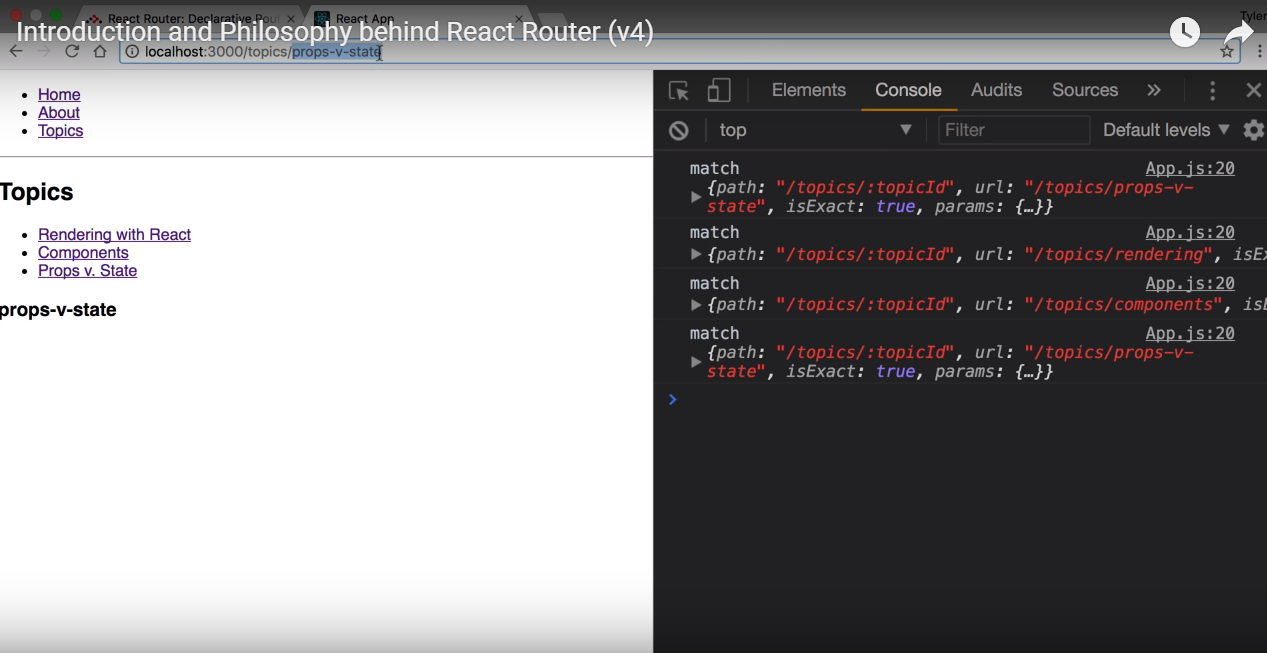 React Router: Declarative Rout
React App
Tyler
Introduction and Philosophy behind React Router (v4)
localhost:3000/topics/props-v-state
Home
About
Topics
Topics
Rendering with React
Components
Props v. State
props-v-state
Elements Console Audits Sources »
top Filter Default levels
match App.js:20
{path: "/topics/:topicId", url: "/topics/props-v-
state", isExact: true, params: {…}}
match App.js:20
{path: "/topics/:topicId", url: "/topics/rendering", isEx
match App.js:20
{path: "/topics/:topicId", url: "/topics/components", isE
match App.js:20
{path: "/topics/:topicId", url: "/topics/props-v-
state", isExact: true, params: {…}}